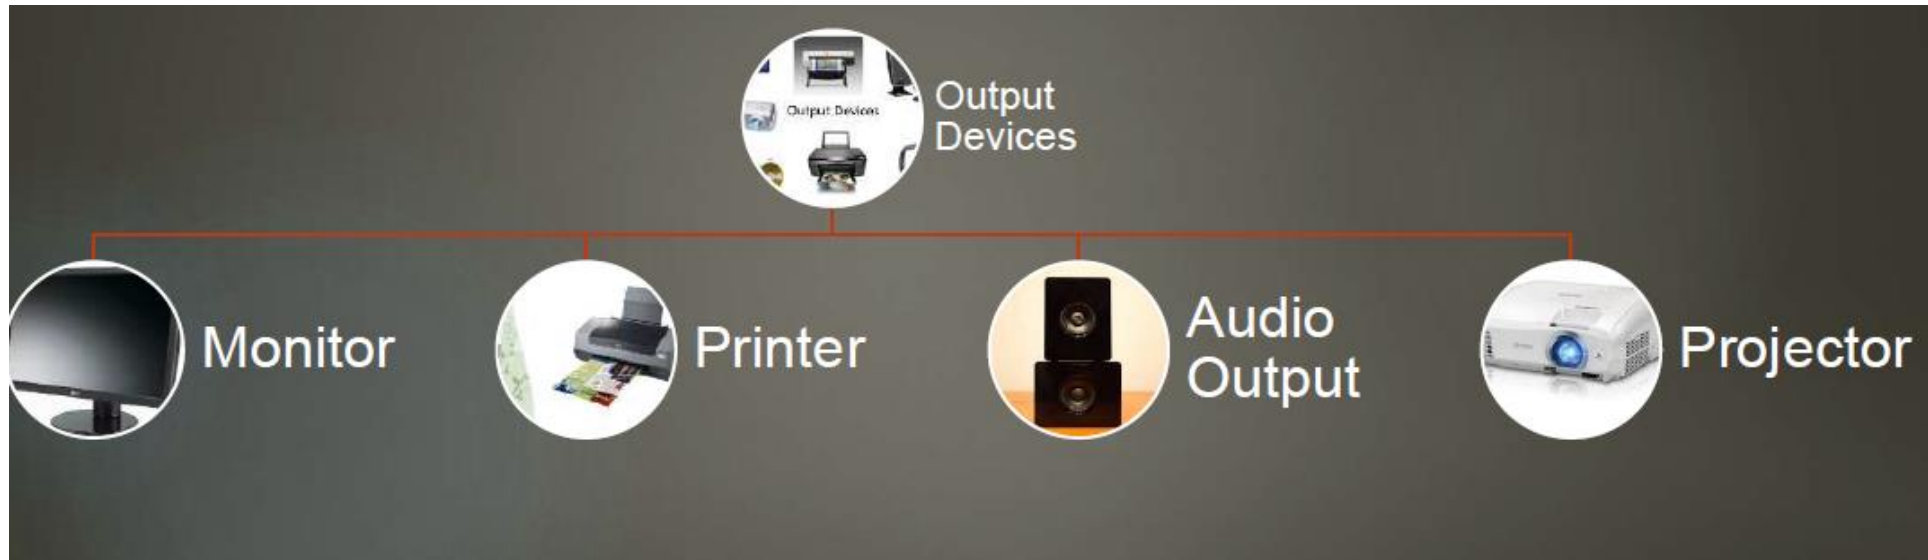 Output Devices
Output
Devices
Monitor
Printer
Audio
Output
Projector